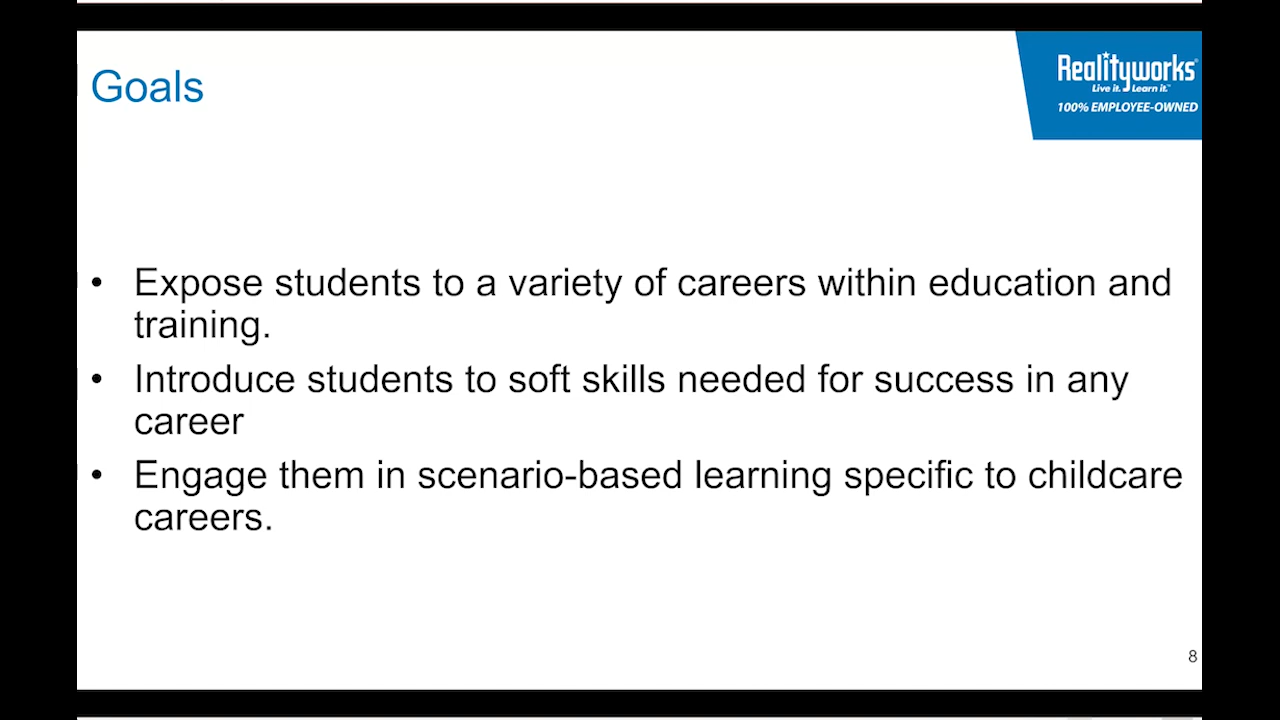 Goals
Realityworks®
Live it. Learn it.™
100% EMPLOYEE-OWNED
• Expose students to a variety of careers within education and
training.
• Introduce students to soft skills needed for success in any
career
• Engage them in scenario-based learning specific to childcare
careers.
8